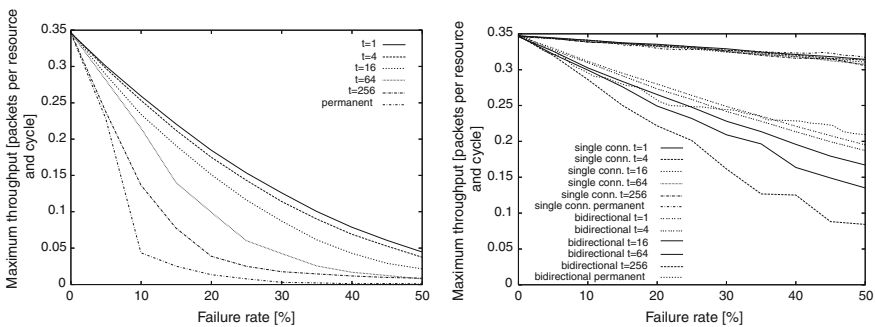 Maximum throughput [packets per resource
and cycle]
0.35
0.3
0.25
0.2
0.15
0.1
0.05
0
0
10
20
30
40
50
Failure rate [%]
t=1
t=4
t=16
t=64
t=256
permanent
Maximum throughput [packets per resource
and cycle]
0.35
0.3
0.25
0.2
0.15
0.1
0.05
0
0
10
20
30
40
50
Failure rate [%]
single conn. t=1
single conn. t=4
single conn. t=16
single conn. t=64
single conn. t=256
single conn. permanent
bidirectional t=1
bidirectional t=4
bidirectional t=16
bidirectional t=64
bidirectional t=256
bidirectional permanent